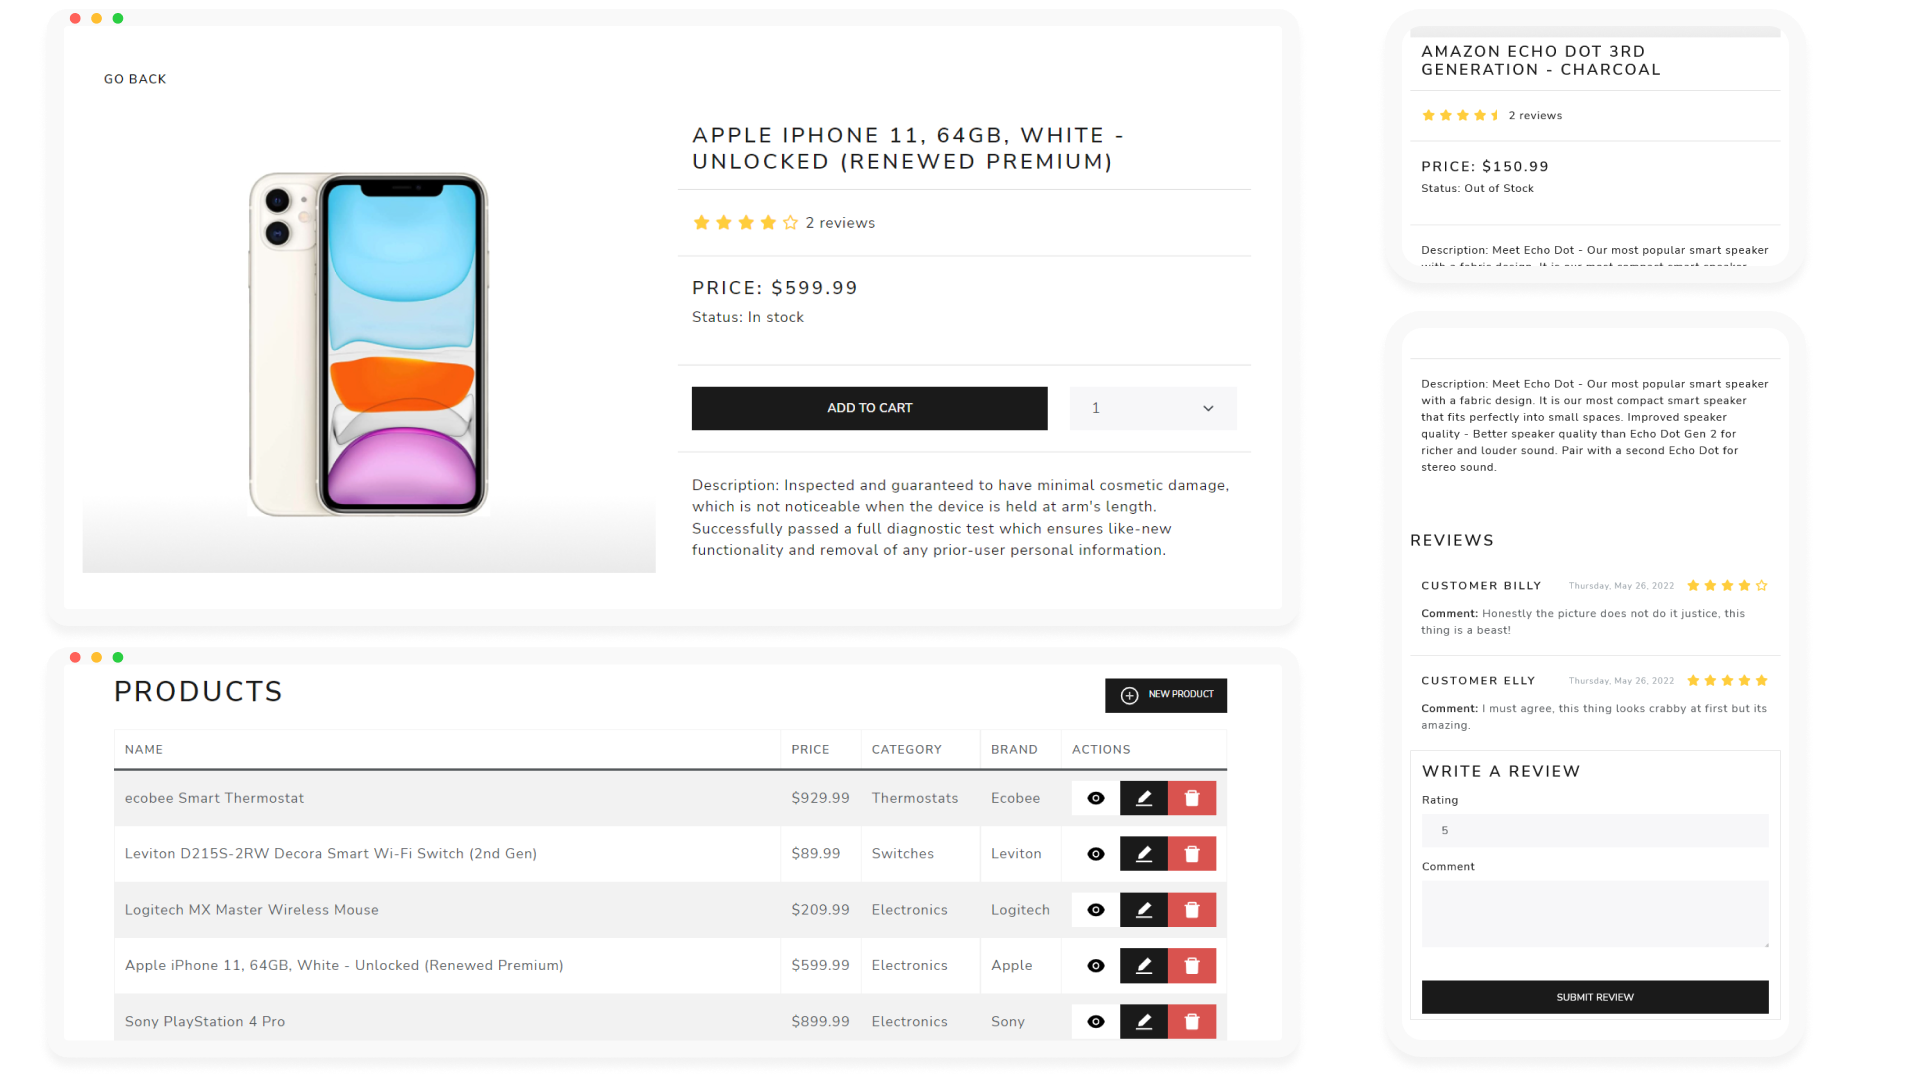 GO BACK
APPLE IPHONE 11, 64GB, WHITE -
UNLOCKED (RENEWED PREMIUM)
2 reviews
PRICE: $599.99
Status: In stock
ADD TO CART
1
Description: Inspected and guaranteed to have minimal cosmetic damage,
which is not noticeable when the device is held at arm's length.
Successfully passed a full diagnostic test which ensures like-new
functionality and removal of any prior-user personal information.
PRODUCTS
NEW PRODUCT
NAME PRICE CATEGORY BRAND ACTIONS
ecobee Smart Thermostat $929.99 Thermostats Ecobee
Leviton D215S-2RW Decora Smart Wi-Fi Switch (2nd Gen) $89.99 Switches Leviton
Logitech MX Master Wireless Mouse $209.99 Electronics Logitech
Apple iPhone 11, 64GB, White - Unlocked (Renewed Premium) $599.99 Electronics Apple
Sony PlayStation 4 Pro $899.99 Electronics Sony
AMAZON ECHO DOT 3RD
GENERATION - CHARCOAL
2 reviews
PRICE: $150.99
Status: Out of Stock
Description: Meet Echo Dot - Our most popular smart speaker
with a fabric design. It is our most compact smart speaker
Description: Meet Echo Dot - Our most popular smart speaker
with a fabric design. It is our most compact smart speaker
that fits perfectly into small spaces. Improved speaker
quality - Better speaker quality than Echo Dot Gen 2 for
richer and louder sound. Pair with a second Echo Dot for
stereo sound.
REVIEWS
CUSTOMER BILLY Thursday, May 26, 2022
Comment: Honestly the picture does not do it justice, this
thing is a beast!
CUSTOMER ELLY Thursday, May 26, 2022
Comment: I must agree, this thing looks crabby at first but its
amazing.
WRITE A REVIEW
Rating
5
Comment
SUBMIT REVIEW